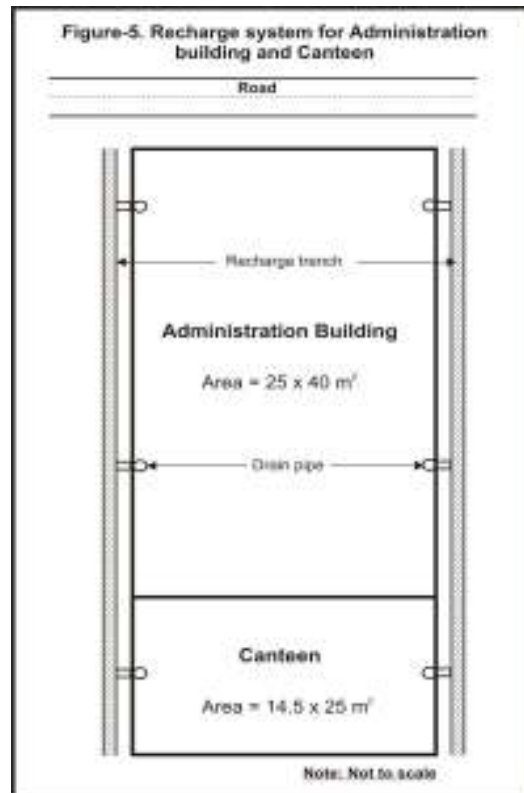 Figure-5. Recharge system for Administration
building and Canteen
Road
Recharge trench
Administration Building
Area = 25 x 40 m²
Drain pipe
Canteen
Area = 14.5 x 25 m²
Note: Not to scale